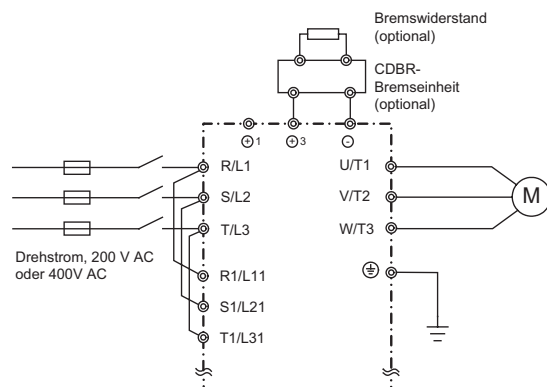 Bremswiderstand
(optional)
CDBR-
Bremseinheit
(optional)
⊕1
⊕3
⊖
R/L1
U/T1
S/L2
V/T2
M
T/L3
W/T3
Drehstrom, 200 V AC
oder 400V AC
R1/L11
S1/L21
T1/L31